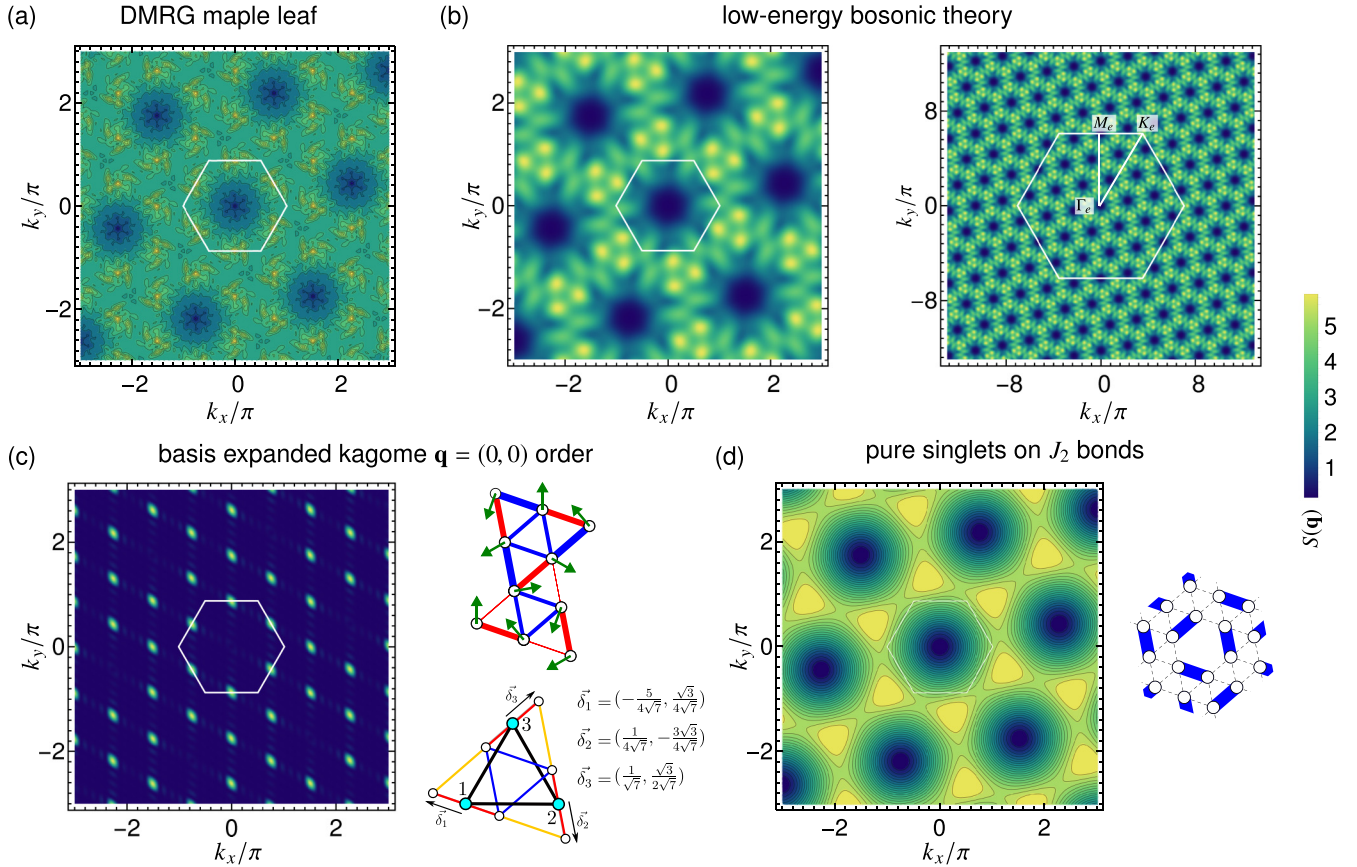 (a)
DMRG maple leaf
(b)
low-energy bosonic theory
2
0
−2
k_y/π
−2
0
2
k_x/π
2
0
−2
k_y/π
−2
0
2
k_x/π
8
0
−8
k_y/π
M_e
K_e
Γ_e
−8
0
8
k_x/π
5
4
3
2
1
S(q)
(c)
basis expanded kagome q = (0, 0) order
2
0
−2
k_y/π
−2
0
2
k_x/π
δ⃗_3
3
1
2
δ⃗_1
δ⃗_2
δ⃗_1 = (−5/(4√7), √3/(4√7))
δ⃗_2 = (1/(4√7), −3√3/(4√7))
δ⃗_3 = (1/√7, √3/(2√7))
(d)
pure singlets on J_2 bonds
2
0
−2
k_y/π
−2
0
2
k_x/π